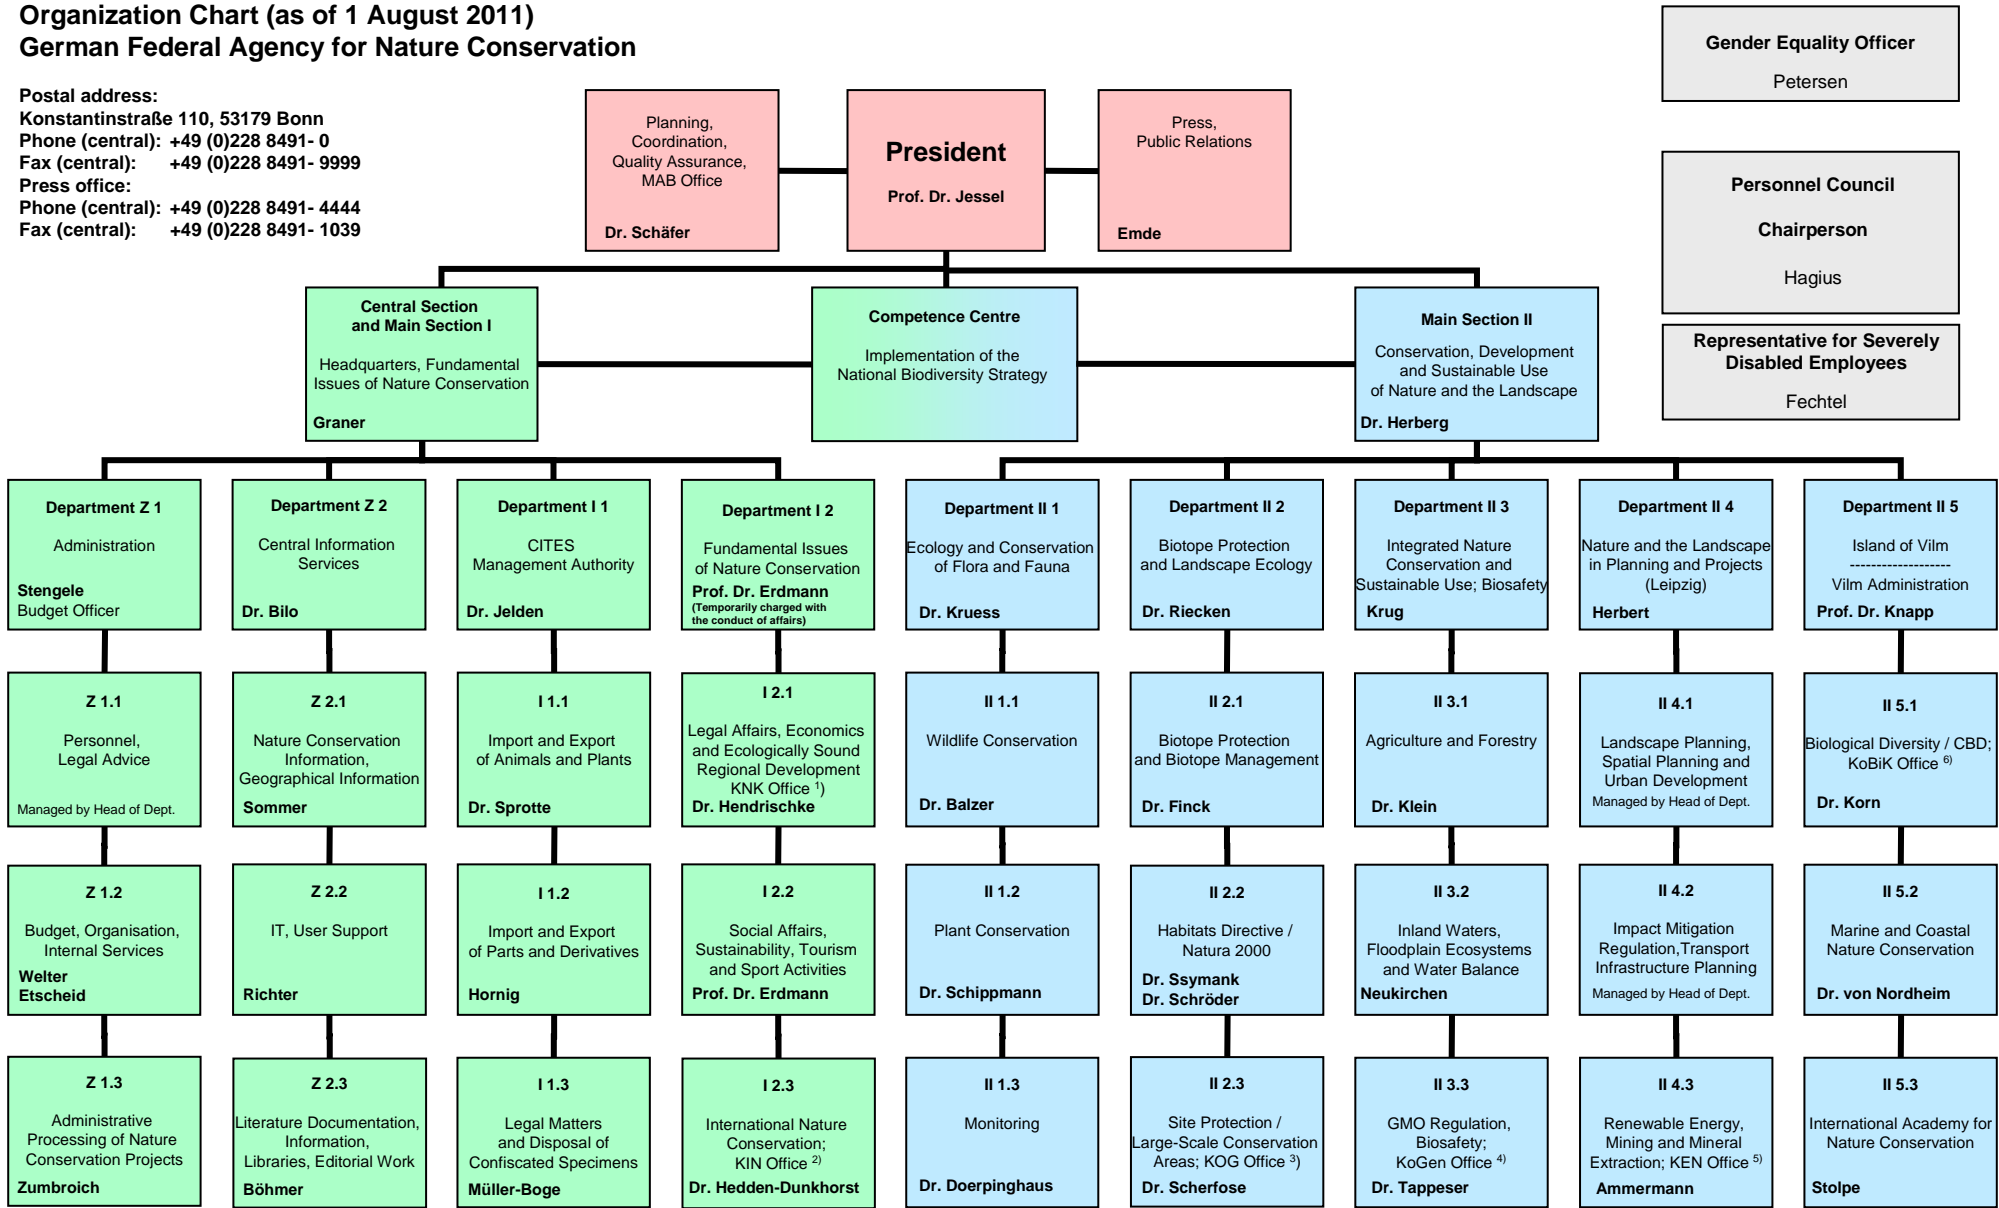 Organization Chart (as of 1 August 2011)
German Federal Agency for Nature Conservation
Postal address:
Konstantinstraße 110, 53179 Bonn
Phone (central): +49 (0)228 8491- 0
Fax (central): +49 (0)228 8491- 9999
Press office:
Phone (central): +49 (0)228 8491- 4444
Fax (central): +49 (0)228 8491- 1039
Planning,
Coordination,
Quality Assurance,
MAB Office
Dr. Schäfer
President
Prof. Dr. Jessel
Press,
Public Relations
Emde
Gender Equality Officer
Petersen
Personnel Council
Chairperson
Hagius
Representative for Severely
Disabled Employees
Fechtel
Central Section
and Main Section I
Headquarters, Fundamental
Issues of Nature Conservation
Graner
Competence Centre
Implementation of the
National Biodiversity Strategy
Main Section II
Conservation, Development
and Sustainable Use
of Nature and the Landscape
Dr. Herberg
Department Z 1
Administration
Stengele
Budget Officer
Department Z 2
Central Information
Services
Dr. Bilo
Department I 1
CITES
Management Authority
Dr. Jelden
Department I 2
Fundamental Issues
of Nature Conservation
Prof. Dr. Erdmann
(Temporarily charged with
the conduct of affairs)
Department II 1
Ecology and Conservation
of Flora and Fauna
Dr. Kruess
Department II 2
Biotope Protection
and Landscape Ecology
Dr. Riecken
Department II 3
Integrated Nature
Conservation and
Sustainable Use; Biosafety
Krug
Department II 4
Nature and the Landscape
in Planning and Projects
(Leipzig)
Herbert
Department II 5
Island of Vilm
-------------------
Vilm Administration
Prof. Dr. Knapp
Z 1.1
Personnel,
Legal Advice
Managed by Head of Dept.
Z 2.1
Nature Conservation
Information,
Geographical Information
Sommer
I 1.1
Import and Export
of Animals and Plants
Dr. Sprotte
I 2.1
Legal Affairs, Economics
and Ecologically Sound
Regional Development
KNK Office ¹)
Dr. Hendrischke
II 1.1
Wildlife Conservation
Dr. Balzer
II 2.1
Biotope Protection
and Biotope Management
Dr. Finck
II 3.1
Agriculture and Forestry
Dr. Klein
II 4.1
Landscape Planning,
Spatial Planning and
Urban Development
Managed by Head of Dept.
II 5.1
Biological Diversity / CBD;
KoBiK Office ⁶⁾
Dr. Korn
Z 1.2
Budget, Organisation,
Internal Services
Welter
Etscheid
Z 2.2
IT, User Support
Richter
I 1.2
Import and Export
of Parts and Derivatives
Hornig
I 2.2
Social Affairs,
Sustainability, Tourism
and Sport Activities
Prof. Dr. Erdmann
II 1.2
Plant Conservation
Dr. Schippmann
II 2.2
Habitats Directive /
Natura 2000
Dr. Ssymank
Dr. Schröder
II 3.2
Inland Waters,
Floodplain Ecosystems
and Water Balance
Neukirchen
II 4.2
Impact Mitigation
Regulation,Transport
Infrastructure Planning
Managed by Head of Dept.
II 5.2
Marine and Coastal
Nature Conservation
Dr. von Nordheim
Z 1.3
Administrative
Processing of Nature
Conservation Projects
Zumbroich
Z 2.3
Literature Documentation,
Information,
Libraries, Editorial Work
Böhmer
I 1.3
Legal Matters
and Disposal of
Confiscated Specimens
Müller-Boge
I 2.3
International Nature
Conservation;
KIN Office ²⁾
Dr. Hedden-Dunkhorst
II 1.3
Monitoring
Dr. Doerpinghaus
II 2.3
Site Protection /
Large-Scale Conservation
Areas; KOG Office ³)
Dr. Scherfose
II 3.3
GMO Regulation,
Biosafety;
KoGen Office ⁴⁾
Dr. Tappeser
II 4.3
Renewable Energy,
Mining and Mineral
Extraction; KEN Office ⁵⁾
Ammermann
II 5.3
International Academy for
Nature Conservation
Stolpe